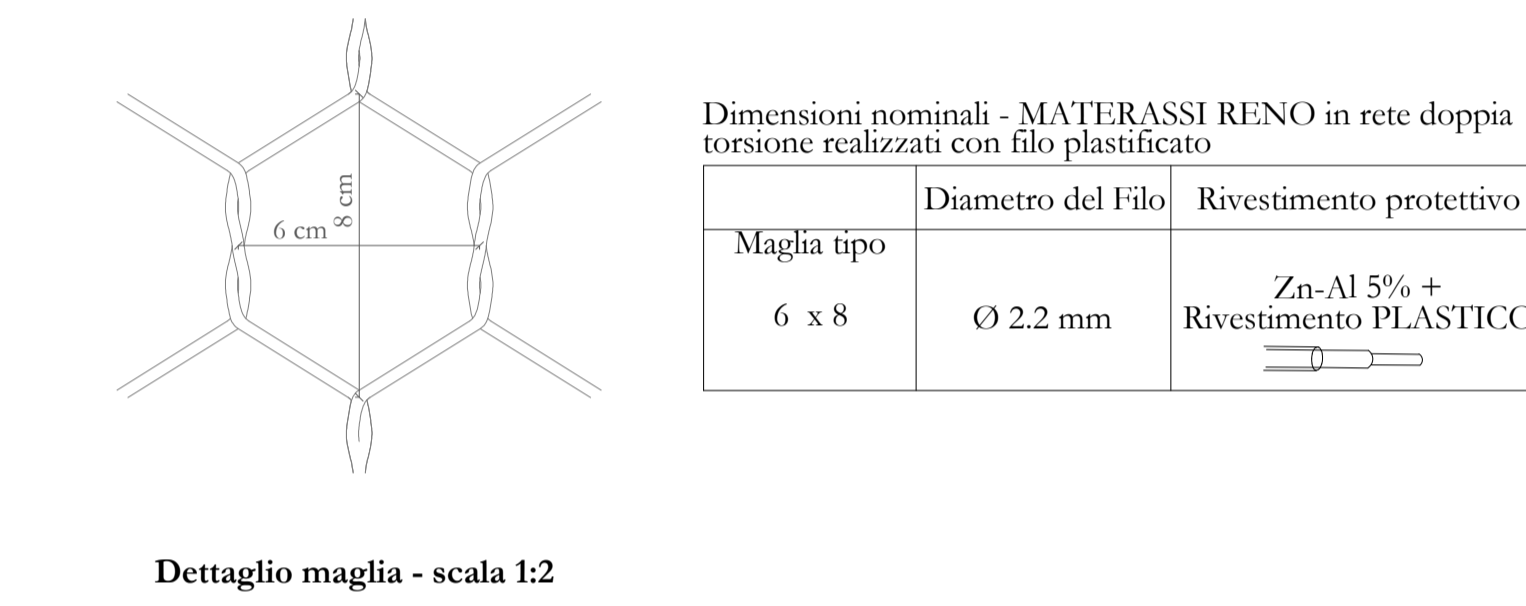 8 cm
6 cm
Dimensioni nominali - MATERASSI RENO in rete doppia
torsione realizzati con filo plastificato
Diametro del Filo
Rivestimento protettivo
Maglia tipo
6 x 8
Ø 2.2 mm
Zn-Al 5% +
Rivestimento PLASTICO
Dettaglio maglia - scala 1:2